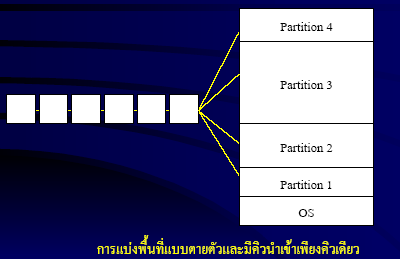 Partition 4
Partition 3
Partition 2
Partition 1
OS
การแบ่งพื้นที่แบบตายตัวและมีคิวนำเข้าเพียงคิวเดียว